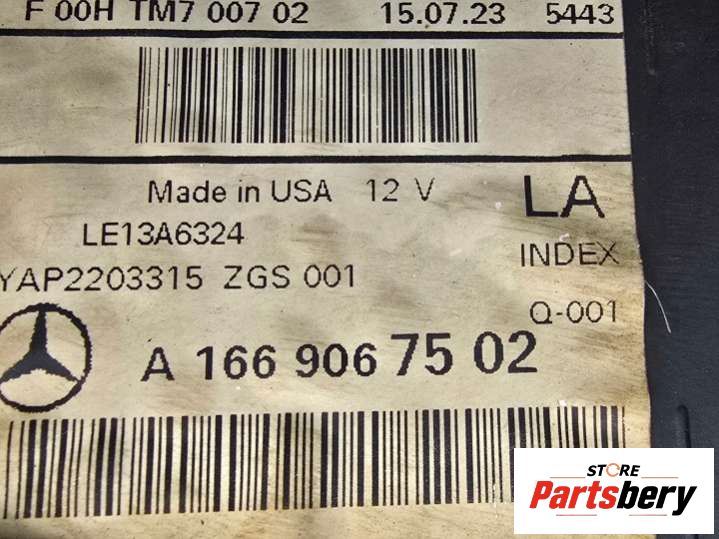 F 00H TM7 007 02 15.07.23 5443
Made in USA 12 V LA
LE13A6324
INDEX
YAP2203315 ZGS 001
Q-001
A 166 906 75 02
STORE
Partsbery